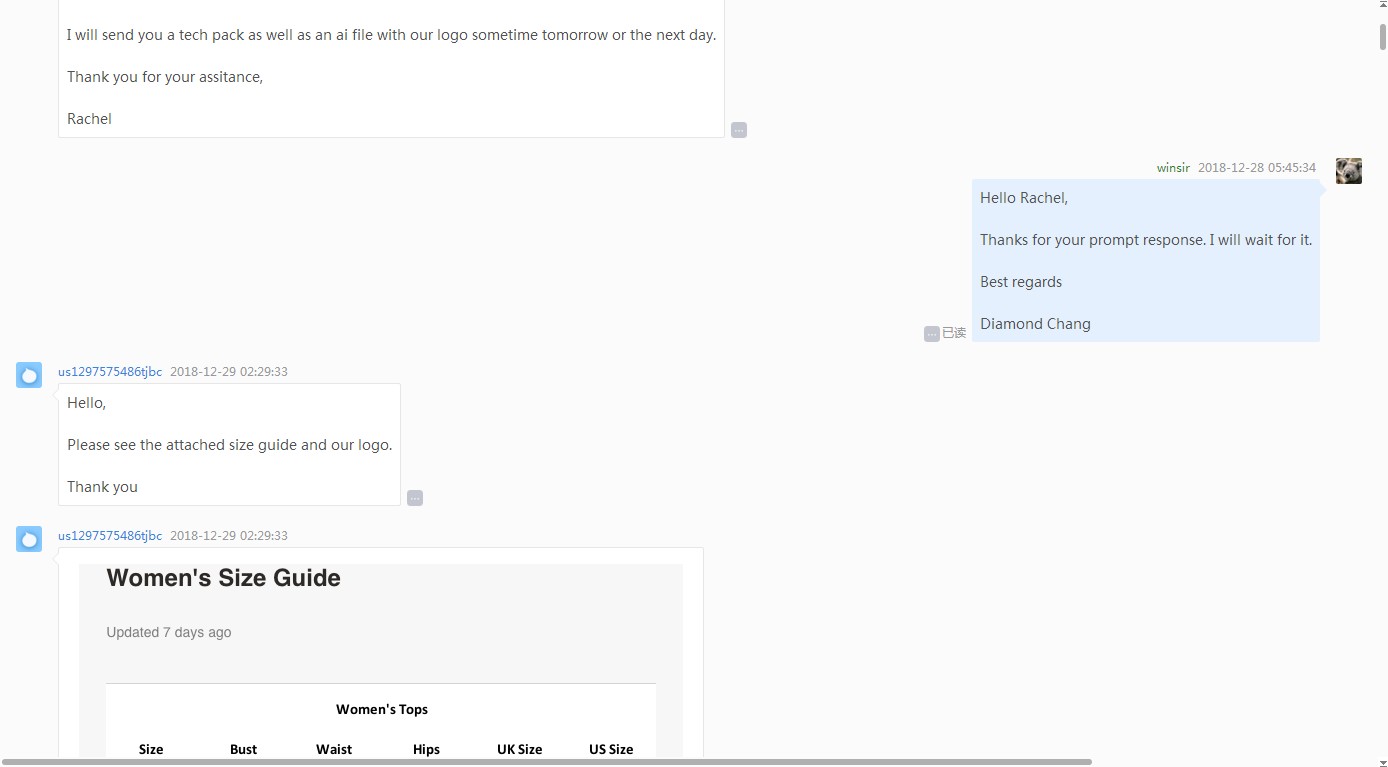 I will send you a tech pack as well as an ai file with our logo sometime tomorrow or the next day.
Thank you for your assitance,
Rachel
winsir 2018-12-28 05:45:34
Hello Rachel,
Thanks for your prompt response. I will wait for it.
Best regards
Diamond Chang
已读
us1297575486tjbc 2018-12-29 02:29:33
Hello,
Please see the attached size guide and our logo.
Thank you
us1297575486tjbc 2018-12-29 02:29:33
Women's Size Guide
Updated 7 days ago
Women's Tops
Size Bust Waist Hips UK Size US Size